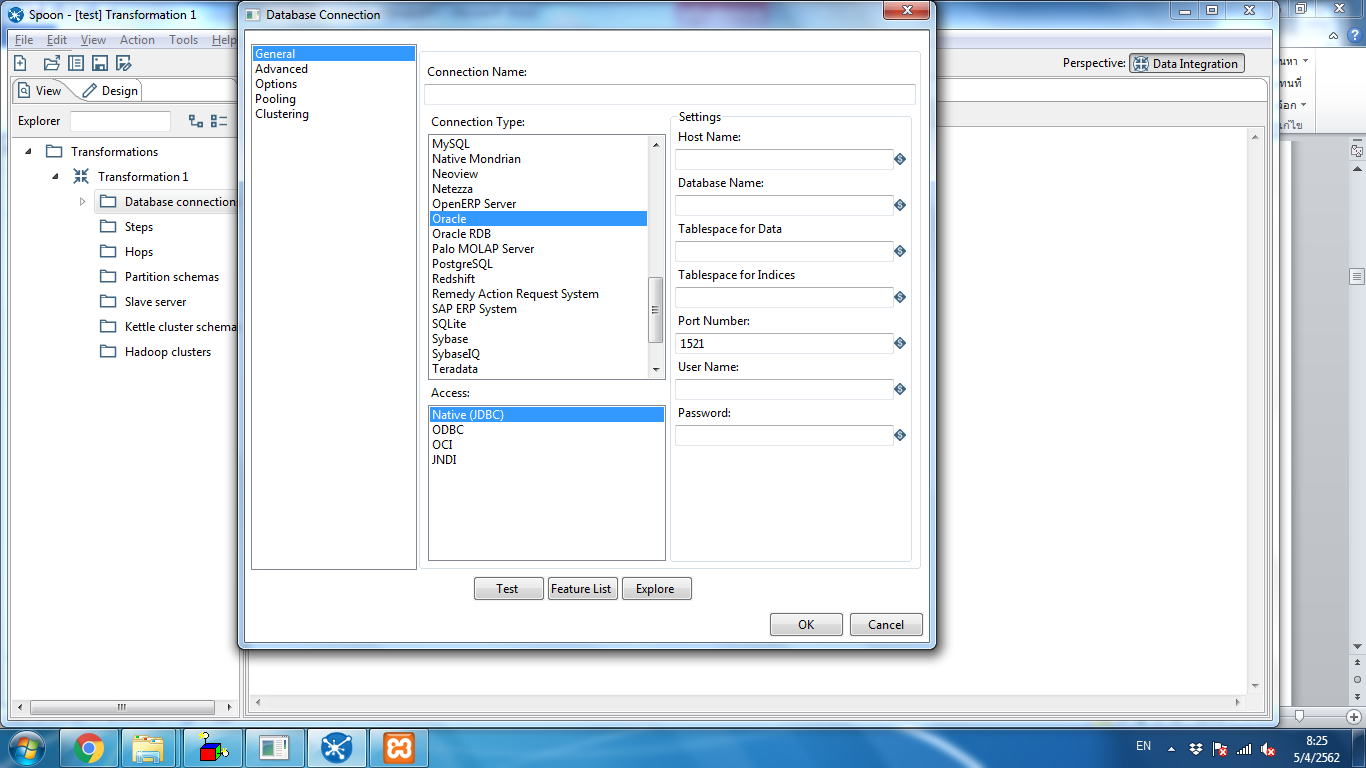 Spoon - [test] Transformation 1
File Edit View Action Tools Help
Perspective: Data Integration
View Design
Explorer
Transformations
Transformation 1
Database connection
Steps
Hops
Partition schemas
Slave server
Kettle cluster schema
Hadoop clusters
Database Connection
General
Advanced
Options
Pooling
Clustering
Connection Name:
Connection Type:
MySQL
Native Mondrian
Neoview
Netezza
OpenERP Server
Oracle
Oracle RDB
Palo MOLAP Server
PostgreSQL
Redshift
Remedy Action Request System
SAP ERP System
SQLite
Sybase
SybaseIQ
Teradata
Access:
Native (JDBC)
ODBC
OCI
JNDI
Settings
Host Name:
Database Name:
Tablespace for Data
Tablespace for Indices
Port Number:
1521
User Name:
Password:
Test Feature List Explore
OK Cancel
EN
8:25
5/4/2562